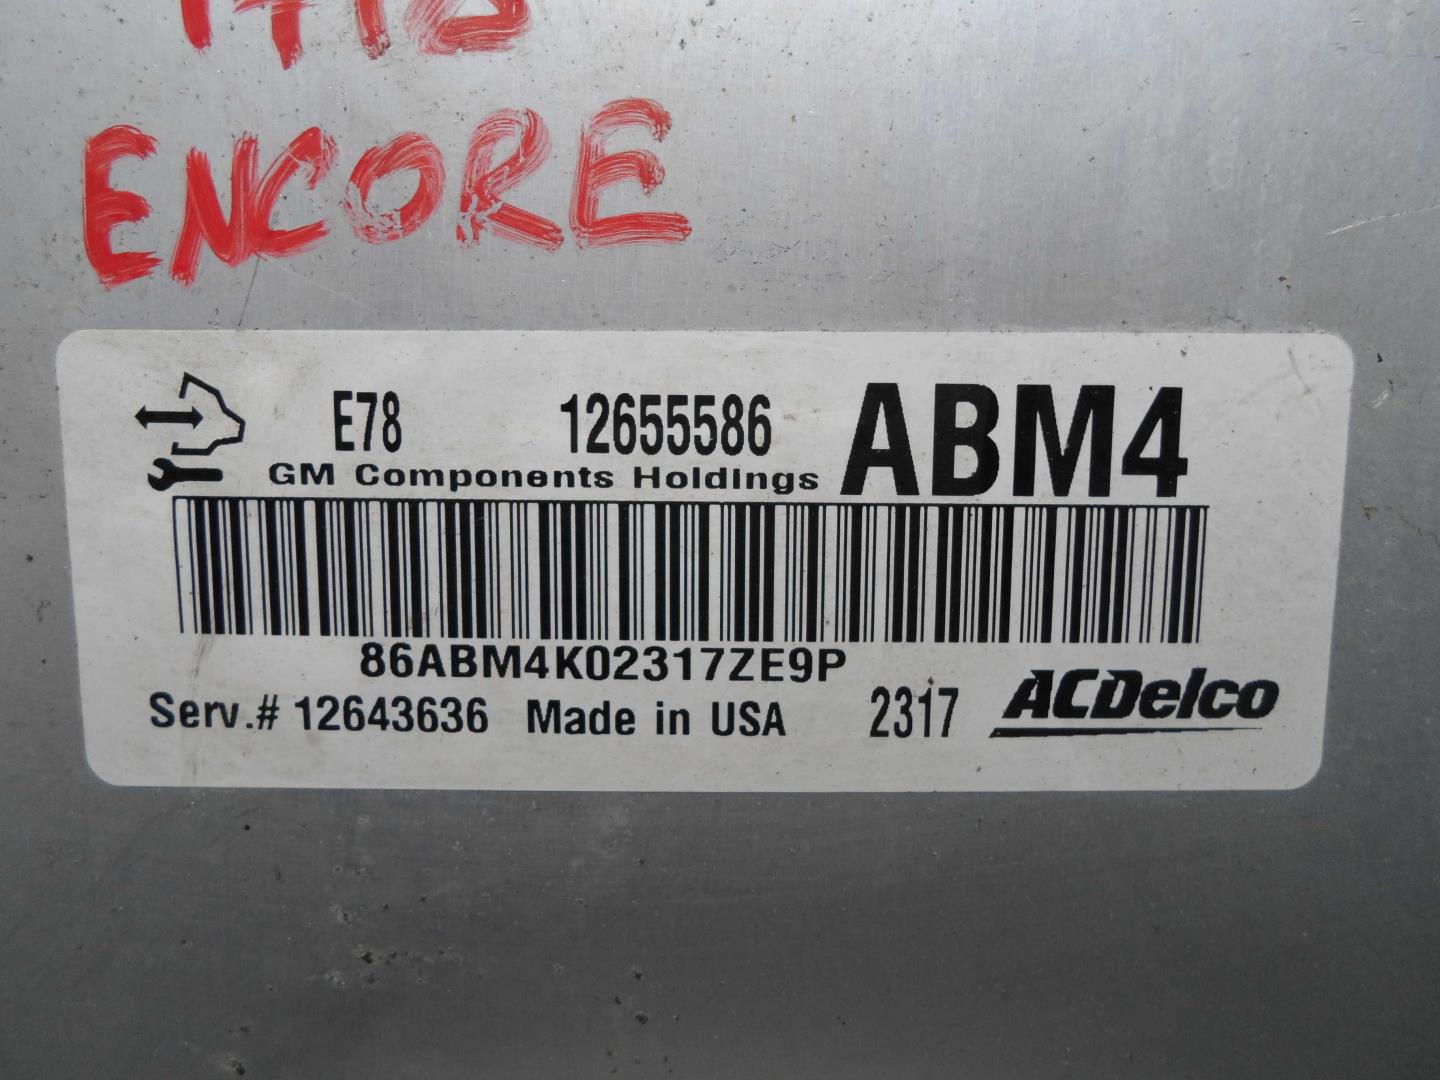 ENCORE
E78 12655586 ABM4
GM Components Holdings
86ABM4K02317ZE9P
Serv.# 12643636 Made in USA 2317 ACDelco